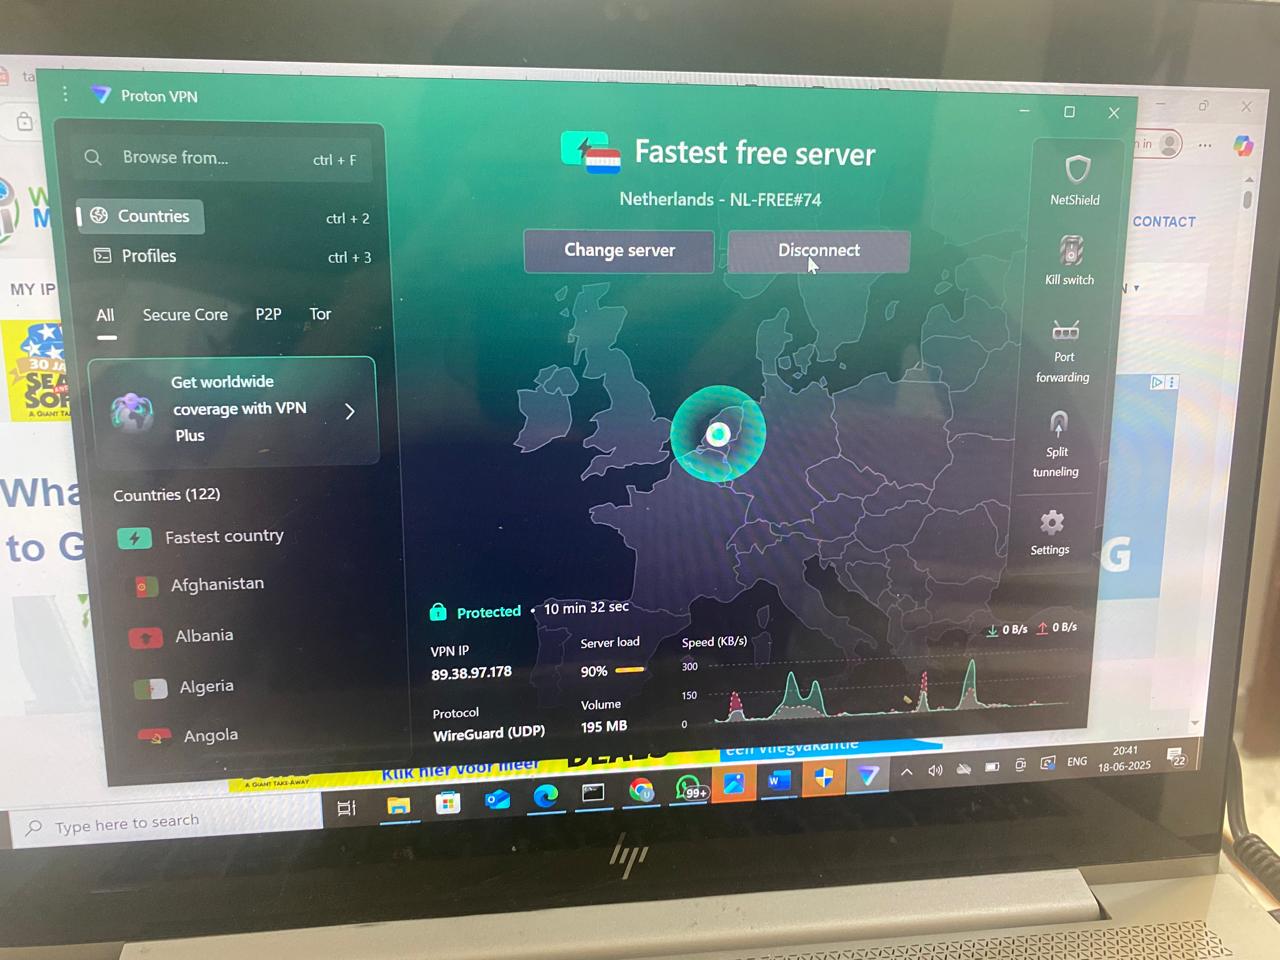 Proton VPN
Browse from... ctrl + F
Countries ctrl + 2
Profiles ctrl + 3
All Secure Core P2P Tor
Get worldwide
coverage with VPN
Plus
Countries (122)
Fastest country
Afghanistan
Albania
Algeria
Angola
Fastest free server
Netherlands - NL-FREE#74
Change server Disconnect
Protected • 10 min 32 sec
VPN IP
89.38.97.178
Protocol
WireGuard (UDP)
Server load
90%
Volume
195 MB
Speed (KB/s)
0 B/s 0 B/s
300
150
0
NetShield
Kill switch
Port
forwarding
Split
tunneling
Settings
CONTACT
MY IP
30 JA
A GIANT TA
Wha
to G
G
A GIANT TAKE-AWAY
Klik hier voor meer
een vliegvakantie
Type here to search
99+
ENG
20:41
18-06-2025
22
hp